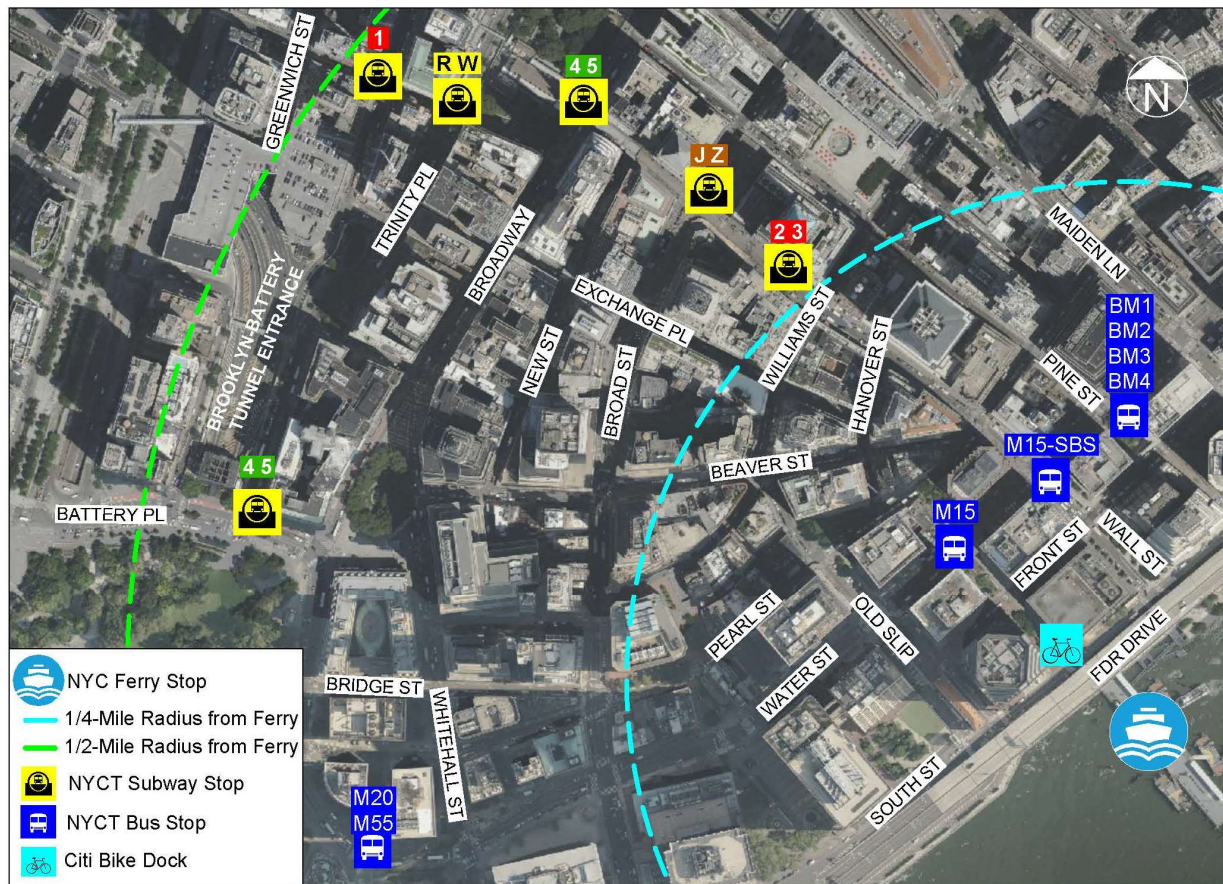 GREENWICH ST
1
R W
4 5
N
J Z
TRINITY PL
BROADWAY
2 3
MAIDEN LN
EXCHANGE PL
WILLIAMS ST
BROOKLYN-BATTERY
TUNNEL ENTRANCE
NEW ST
BROAD ST
HANOVER ST
PINE ST
BM1
BM2
BM3
BM4
4 5
BATTERY PL
BEAVER ST
M15-SBS
M15
FRONT ST
WALL ST
PEARL ST
OLD SLIP
WATER ST
FDR DRIVE
BRIDGE ST
WHITEHALL ST
SOUTH ST
M20
M55
NYC Ferry Stop
1/4-Mile Radius from Ferry
1/2-Mile Radius from Ferry
NYCT Subway Stop
NYCT Bus Stop
Citi Bike Dock